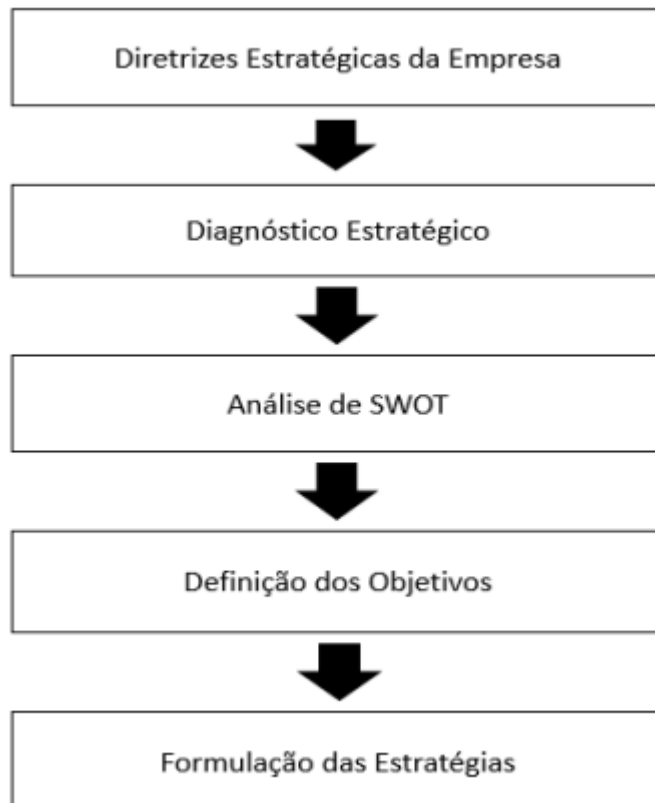 Diretrizes Estratégicas da Empresa
Diagnóstico Estratégico
Análise de SWOT
Definição dos Objetivos
Formulação das Estratégias